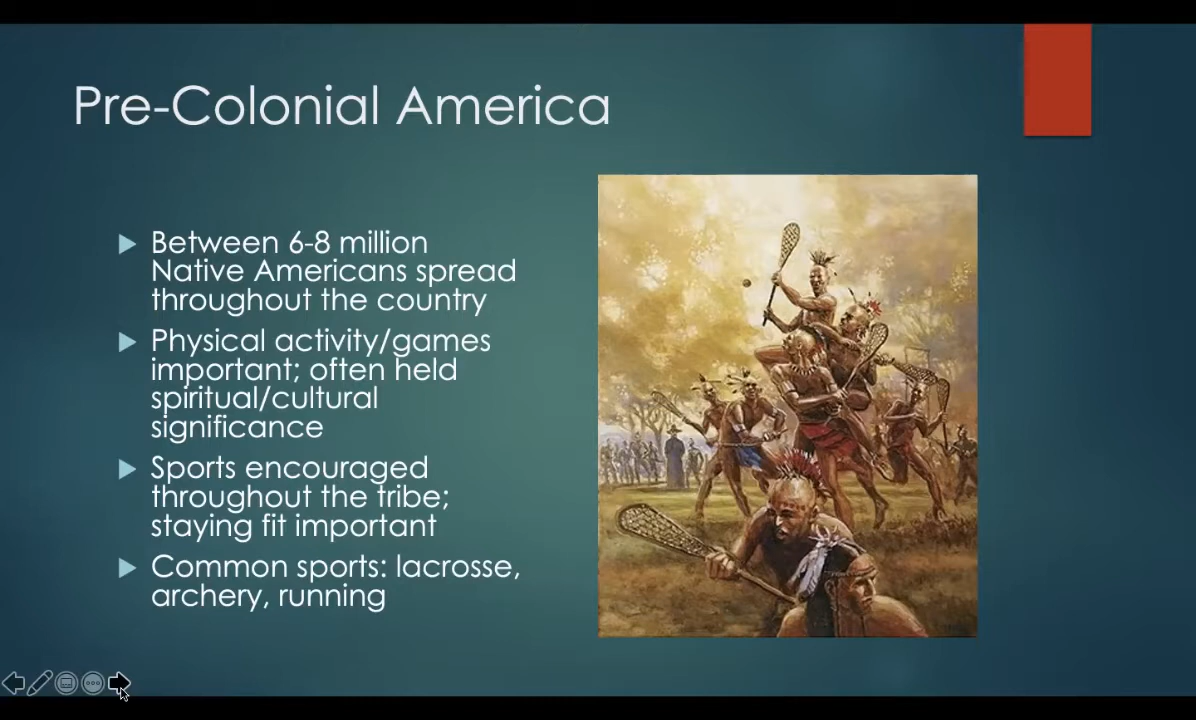 Pre-Colonial America
Between 6-8 million
Native Americans spread
throughout the country
Physical activity/games
important; often held
spiritual/cultural
significance
Sports encouraged
throughout the tribe;
staying fit important
Common sports: lacrosse,
archery, running